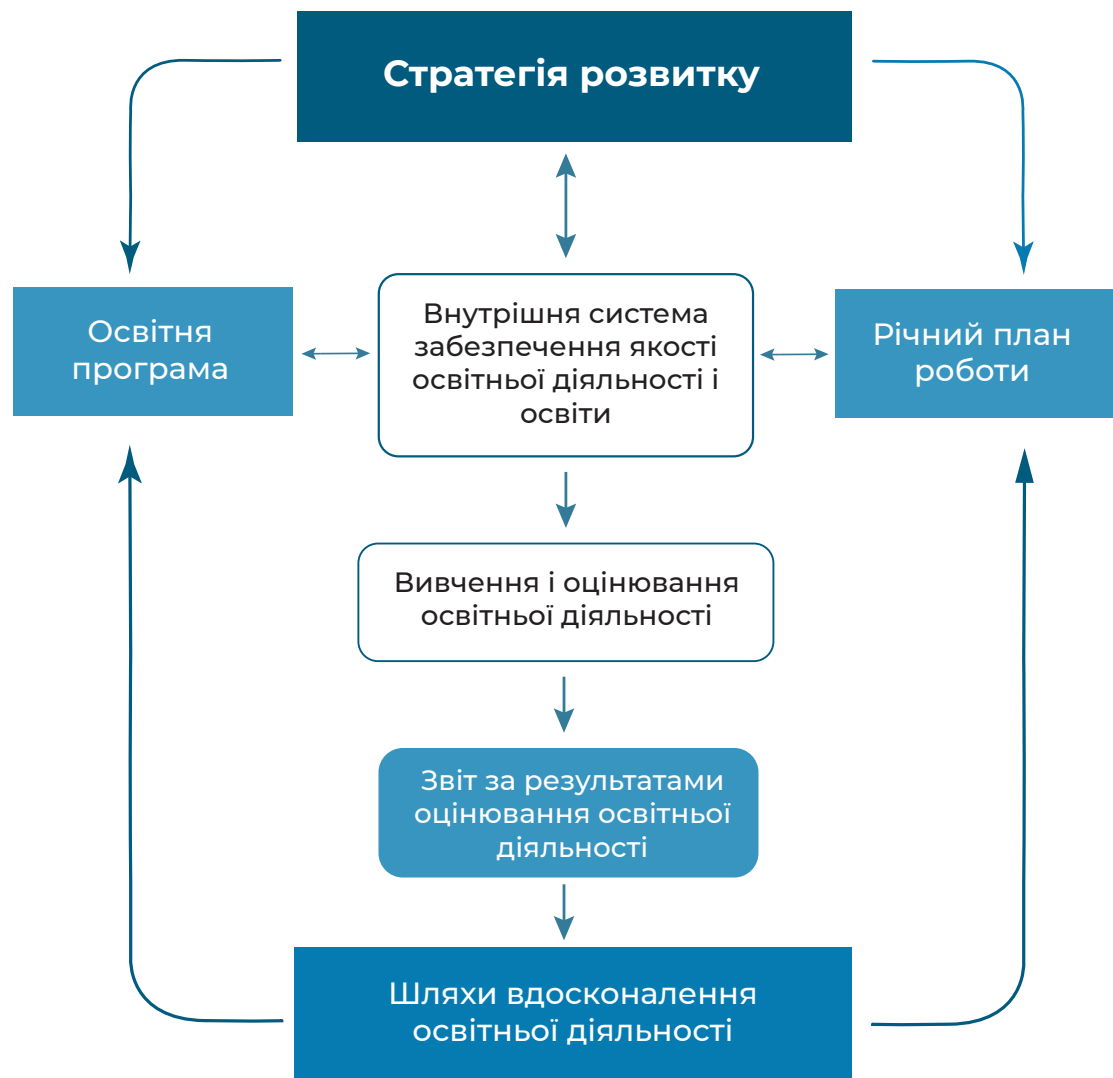 Стратегія розвитку
Освітня
програма
Внутрішня система
забезпечення якості
освітньої діяльності і
освіти
Річний план
роботи
Вивчення і оцінювання
освітньої діяльності
Звіт за результатами
оцінювання освітньої
діяльності
Шляхи вдосконалення
освітньої діяльності